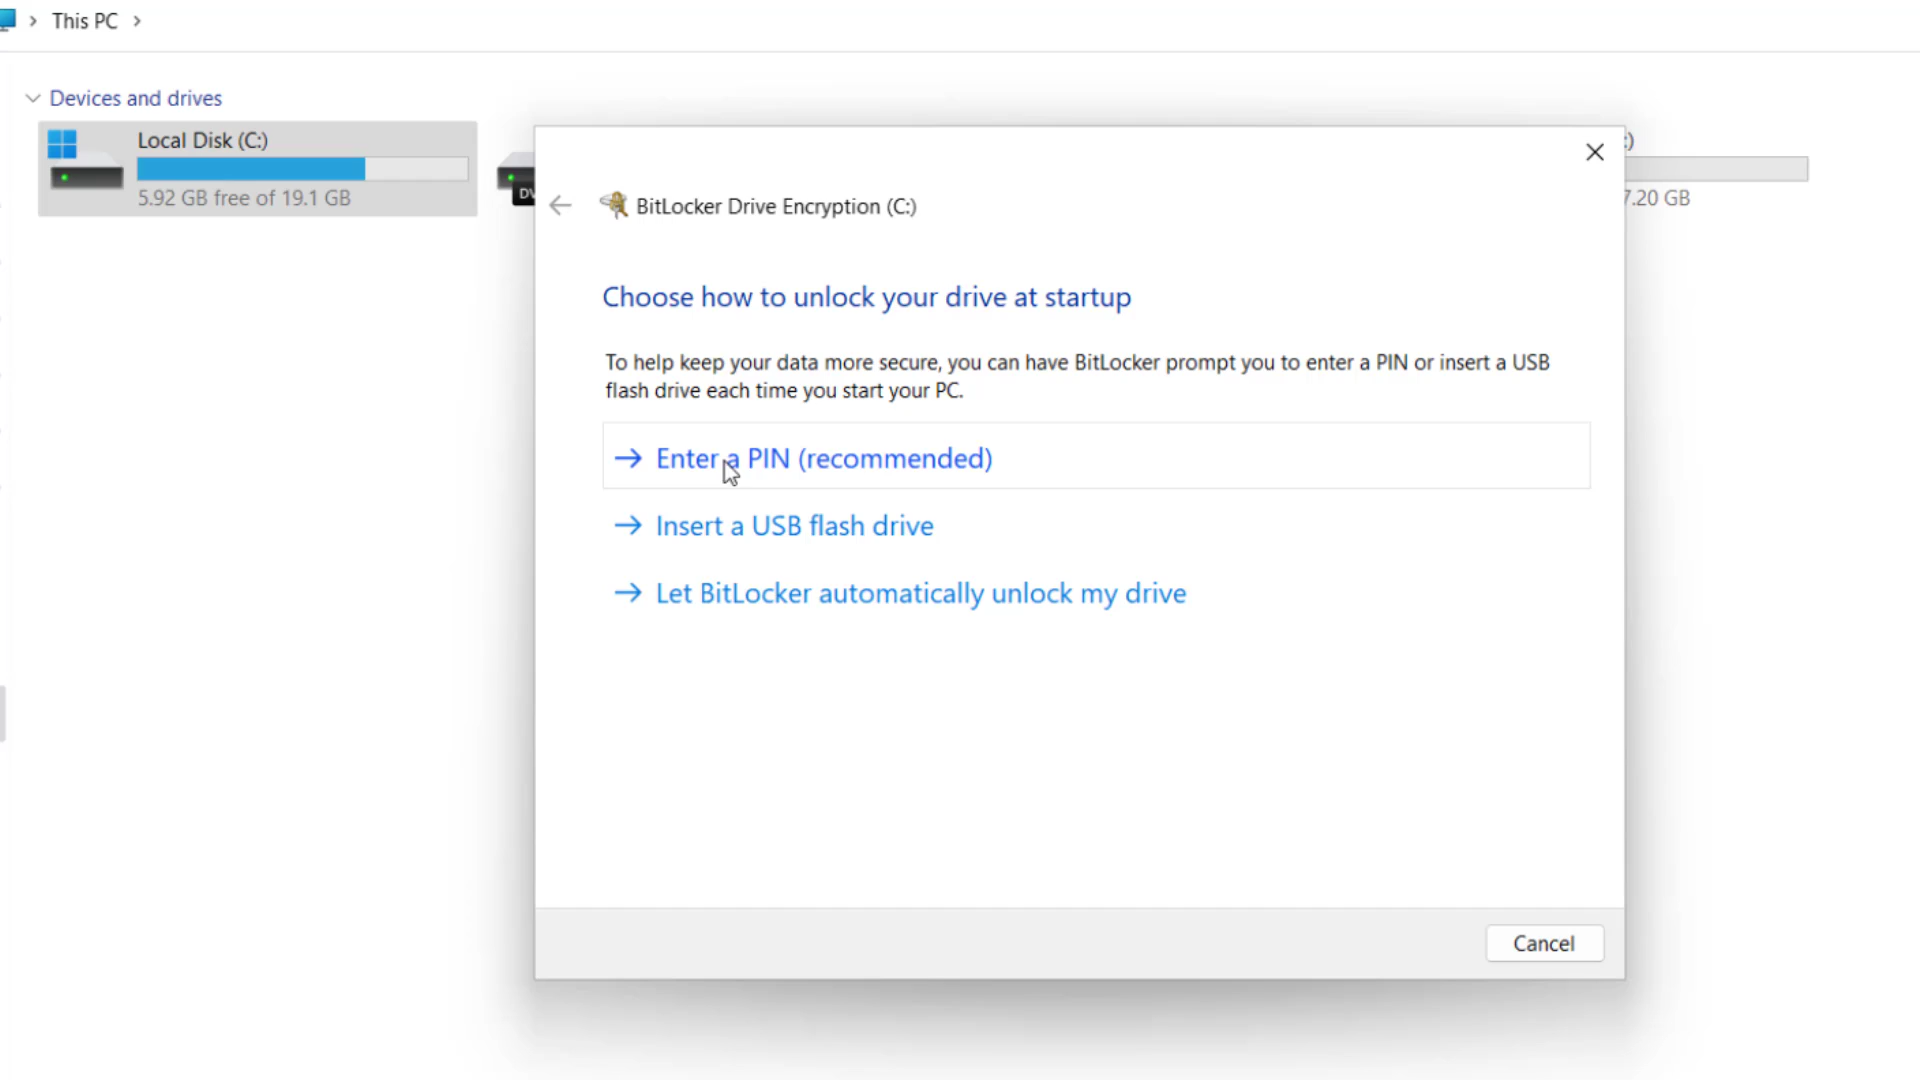 This PC
Devices and drives
Local Disk (C:)
5.92 GB free of 19.1 GB
:)
7.20 GB
BitLocker Drive Encryption (C:)
Choose how to unlock your drive at startup
To help keep your data more secure, you can have BitLocker prompt you to enter a PIN or insert a USB
flash drive each time you start your PC.
Enter a PIN (recommended)
Insert a USB flash drive
Let BitLocker automatically unlock my drive
Cancel